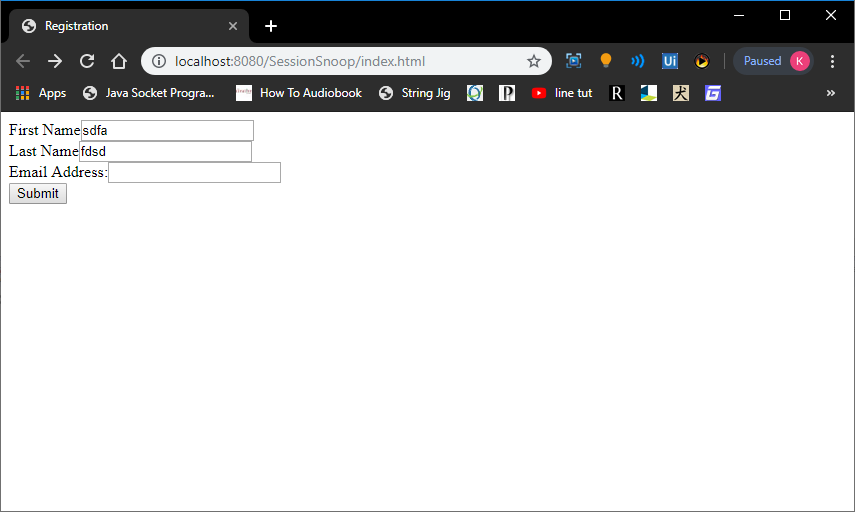 Registration
localhost:8080/SessionSnoop/index.html
Ui
Paused
K
Apps
Java Socket Progra...
How To Audiobook
String Jig
P
line tut
R
犬
G
»
First Name sdfa
Last Name fdsd
Email Address:
Submit